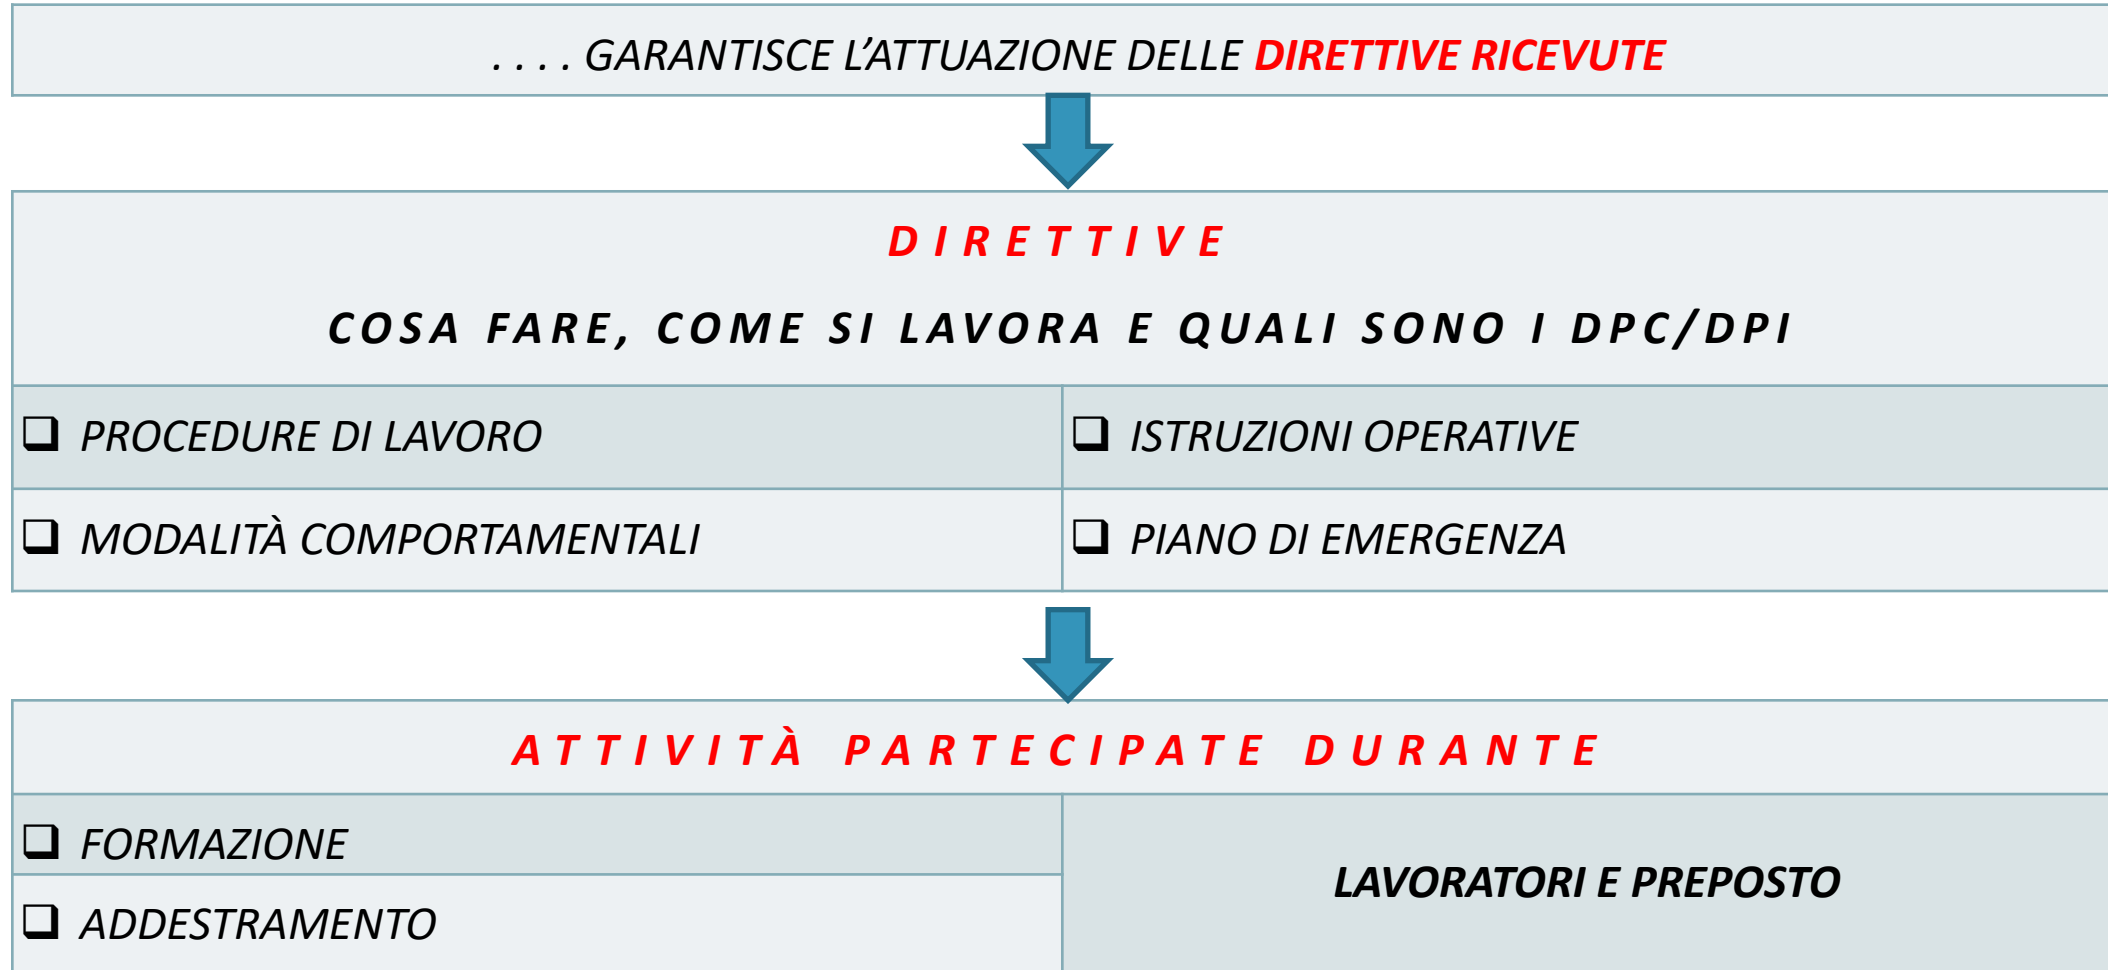 . . . . GARANTISCE L’ATTUAZIONE DELLE DIRETTIVE RICEVUTE
DIRETTIVE
COSA FARE, COME SI LAVORA E QUALI SONO I DPC/DPI
❑ PROCEDURE DI LAVORO
❑ ISTRUZIONI OPERATIVE
❑ MODALITÀ COMPORTAMENTALI
❑ PIANO DI EMERGENZA
ATTIVITÀ PARTECIPATE DURANTE
❑ FORMAZIONE
LAVORATORI E PREPOSTO
❑ ADDESTRAMENTO